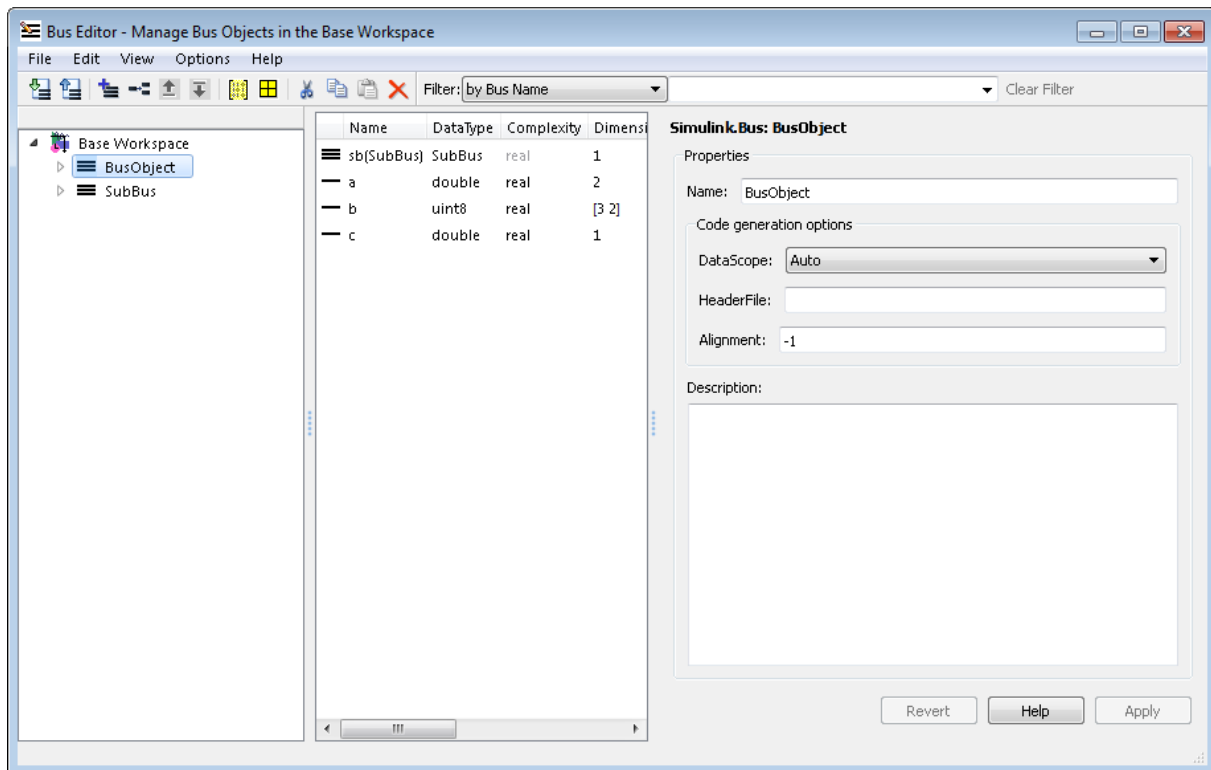 Bus Editor - Manage Bus Objects in the Base Workspace
File Edit View Options Help
Filter: by Bus Name Clear Filter
Base Workspace
BusObject
SubBus
Name DataType Complexity Dimensi
sb(SubBus) SubBus real 1
a double real 2
b uint8 real [3 2]
c double real 1
Simulink.Bus: BusObject
Properties
Name: BusObject
Code generation options
DataScope: Auto
HeaderFile:
Alignment: -1
Description:
Revert Help Apply